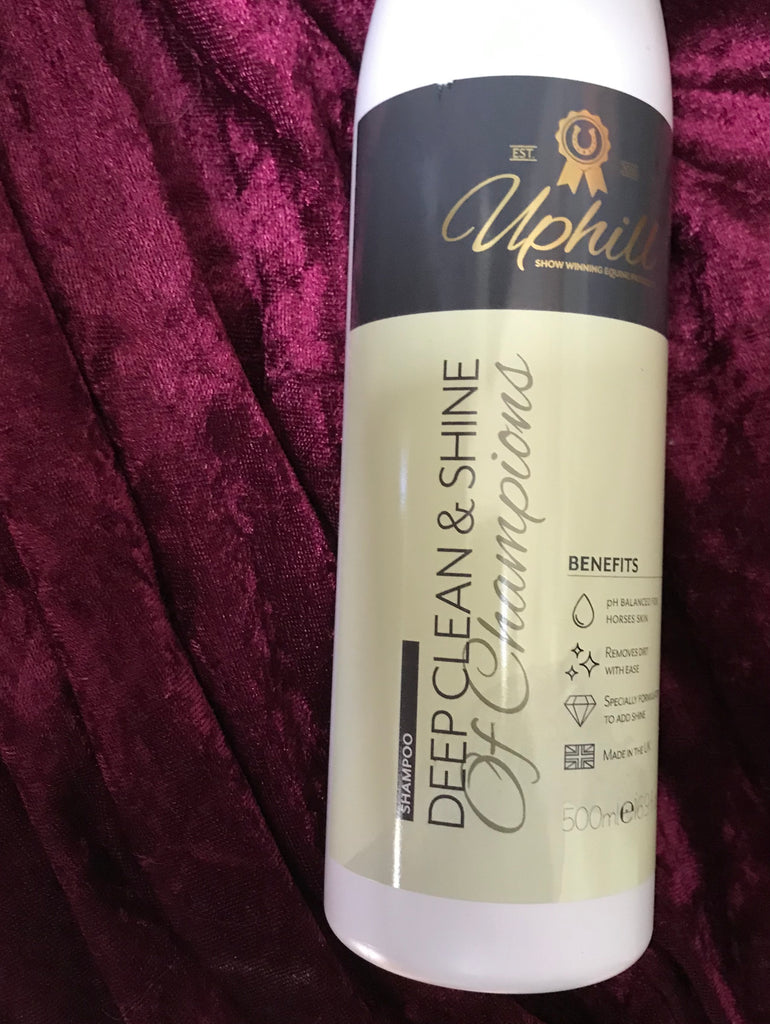 EST.
Uphill
SHOW WINNING EQUINE
SHAMPOO
DEEP CLEAN & SHINE
Of Champions
BENEFITS
pH BALANCED FOR
HORSES SKIN
REMOVES DIRT
WITH EASE
SPECIALLY
TO ADD SHINE
MADE IN THE UK
500ml e